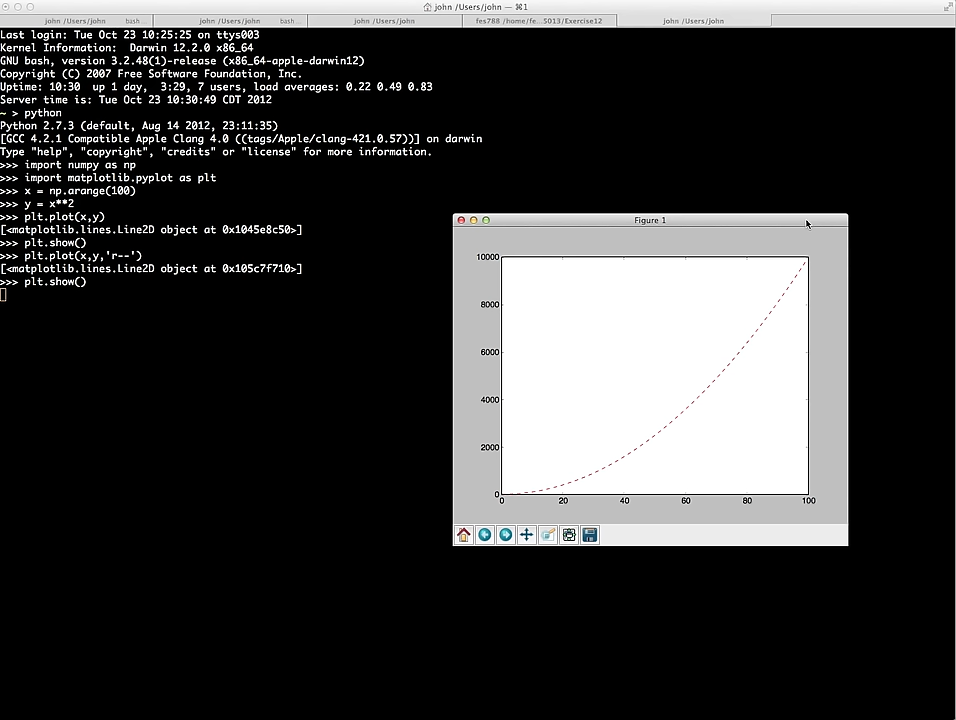 john /Users/john — ⌘1
john /Users/john bash...
john /Users/john bash...
john /Users/john
fes788 /home/fe...5013/Exercise12
john /Users/john
Last login: Tue Oct 23 10:25:25 on ttys003
Kernel Information:  Darwin 12.2.0 x86_64
GNU bash, version 3.2.48(1)-release (x86_64-apple-darwin12)
Copyright (C) 2007 Free Software Foundation, Inc.
Uptime: 10:30  up 1 day,  3:29, 7 users, load averages: 0.22 0.49 0.83
Server time is: Tue Oct 23 10:30:49 CDT 2012
~ > python
Python 2.7.3 (default, Aug 14 2012, 23:11:35)
[GCC 4.2.1 Compatible Apple Clang 4.0 ((tags/Apple/clang-421.0.57))] on darwin
Type "help", "copyright", "credits" or "license" for more information.
>>> import numpy as np
>>> import matplotlib.pyplot as plt
>>> x = np.arange(100)
>>> y = x**2
>>> plt.plot(x,y)
[<matplotlib.lines.Line2D object at 0x1045e8c50>]
>>> plt.show()
>>> plt.plot(x,y,'r--')
[<matplotlib.lines.Line2D object at 0x105c7f710>]
>>> plt.show()
Figure 1
10000
8000
6000
4000
2000
0
0 20 40 60 80 100